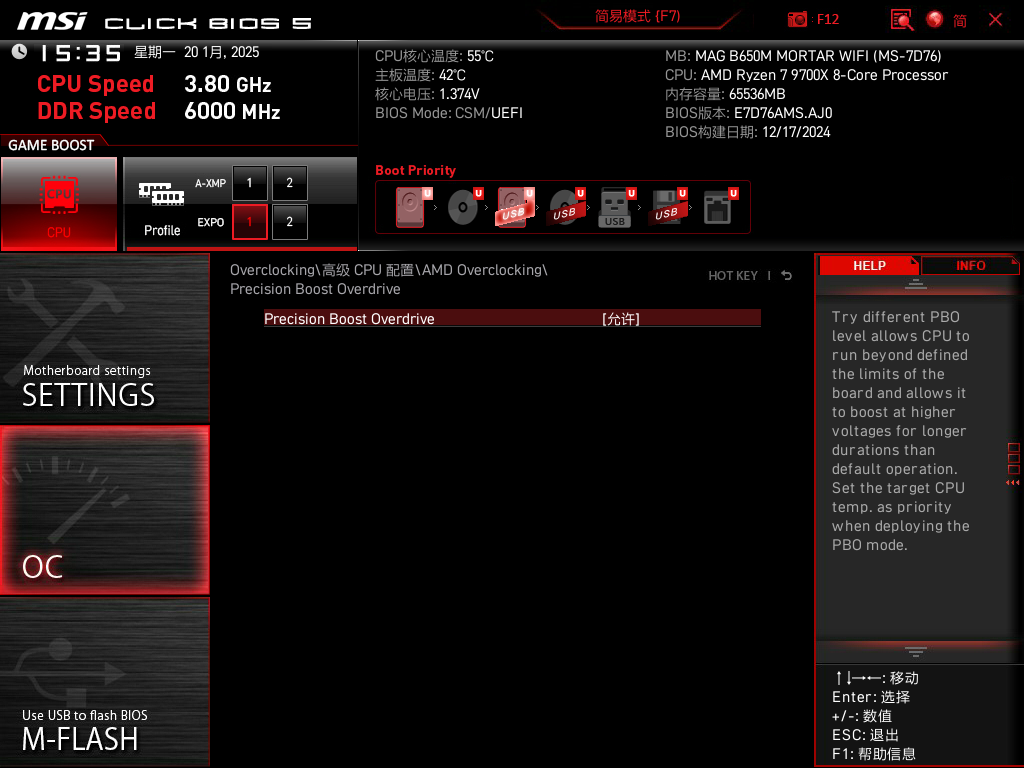 msi CLICK BIOS 5
简易模式 (F7)
: F12
简
15:35 星期一 20 1月, 2025
CPU Speed 3.80 GHz
DDR Speed 6000 MHz
CPU核心温度: 55℃
主板温度: 42℃
核心电压: 1.374V
BIOS Mode: CSM/UEFI
MB: MAG B650M MORTAR WIFI (MS-7D76)
CPU: AMD Ryzen 7 9700X 8-Core Processor
内存容量: 65536MB
BIOS版本: E7D76AMS.AJ0
BIOS构建日期: 12/17/2024
GAME BOOST
CPU
CPU
Profile
A-XMP 1 2
EXPO 1 2
Boot Priority
U U U U U U U
USB USB USB USB
Motherboard settings
SETTINGS
OC
Use USB to flash BIOS
M-FLASH
Overclocking\高级 CPU 配置\AMD Overclocking\
Precision Boost Overdrive
HOT KEY |
Precision Boost Overdrive [允许]
HELP INFO
Try different PBO
level allows CPU to
run beyond defined
the limits of the
board and allows it
to boost at higher
voltages for longer
durations than
default operation.
Set the target CPU
temp. as priority
when deploying the
PBO mode.
↑↓→←: 移动
Enter: 选择
+/-: 数值
ESC: 退出
F1: 帮助信息